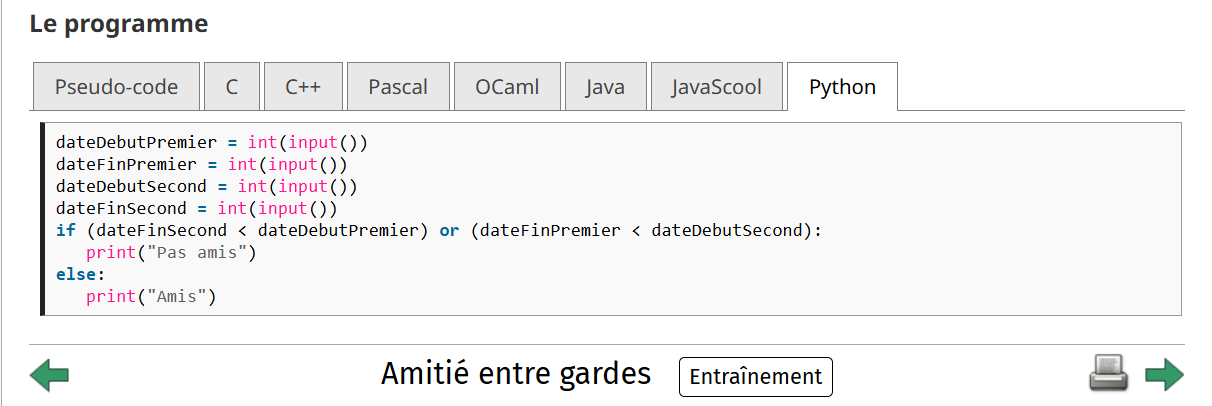 Le programme
Pseudo-code C C++ Pascal OCaml Java JavaScool Python
dateDebutPremier = int(input())
dateFinPremier = int(input())
dateDebutSecond = int(input())
dateFinSecond = int(input())
if (dateFinSecond < dateDebutPremier) or (dateFinPremier < dateDebutSecond):
   print("Pas amis")
else:
   print("Amis")
Amitié entre gardes Entraînement